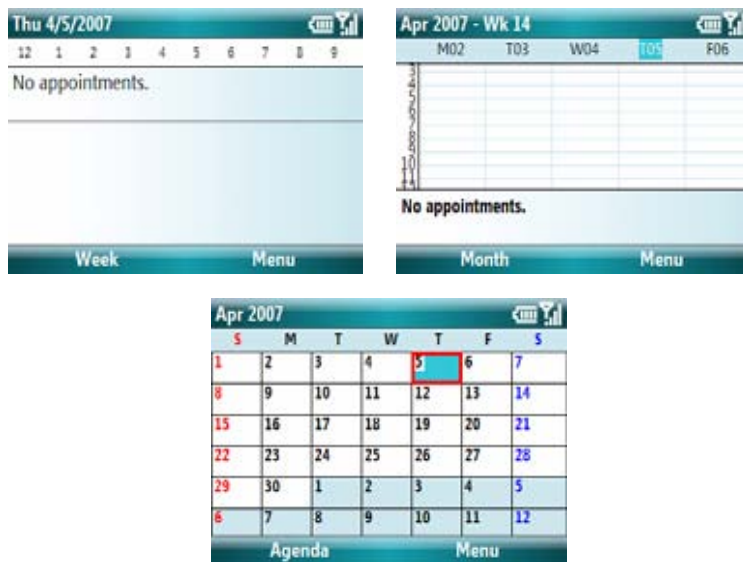 Thu 4/5/2007
12 1 2 3 4 5 6 7 8 9
No appointments.
Week Menu
Apr 2007 - Wk 14
M02 T03 W04 T05 F06
3
4
5
6
7
8
9
10
11
No appointments.
Month Menu
Apr 2007
S M T W T F S
1 2 3 4 5 6 7
8 9 10 11 12 13 14
15 16 17 18 19 20 21
22 23 24 25 26 27 28
29 30 1 2 3 4 5
6 7 8 9 10 11 12
Agenda Menu